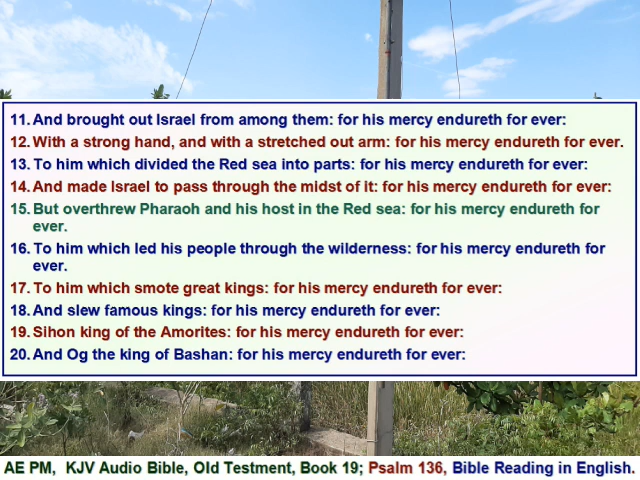 11. And brought out Israel from among them: for his mercy endureth for ever:
12. With a strong hand, and with a stretched out arm: for his mercy endureth for ever.
13. To him which divided the Red sea into parts: for his mercy endureth for ever:
14. And made Israel to pass through the midst of it: for his mercy endureth for ever:
15. But overthrew Pharaoh and his host in the Red sea: for his mercy endureth for
ever.
16. To him which led his people through the wilderness: for his mercy endureth for
ever.
17. To him which smote great kings: for his mercy endureth for ever:
18. And slew famous kings: for his mercy endureth for ever:
19. Sihon king of the Amorites: for his mercy endureth for ever:
20. And Og the king of Bashan: for his mercy endureth for ever:
AE PM, KJV Audio Bible, Old Testment, Book 19; Psalm 136, Bible Reading in English.